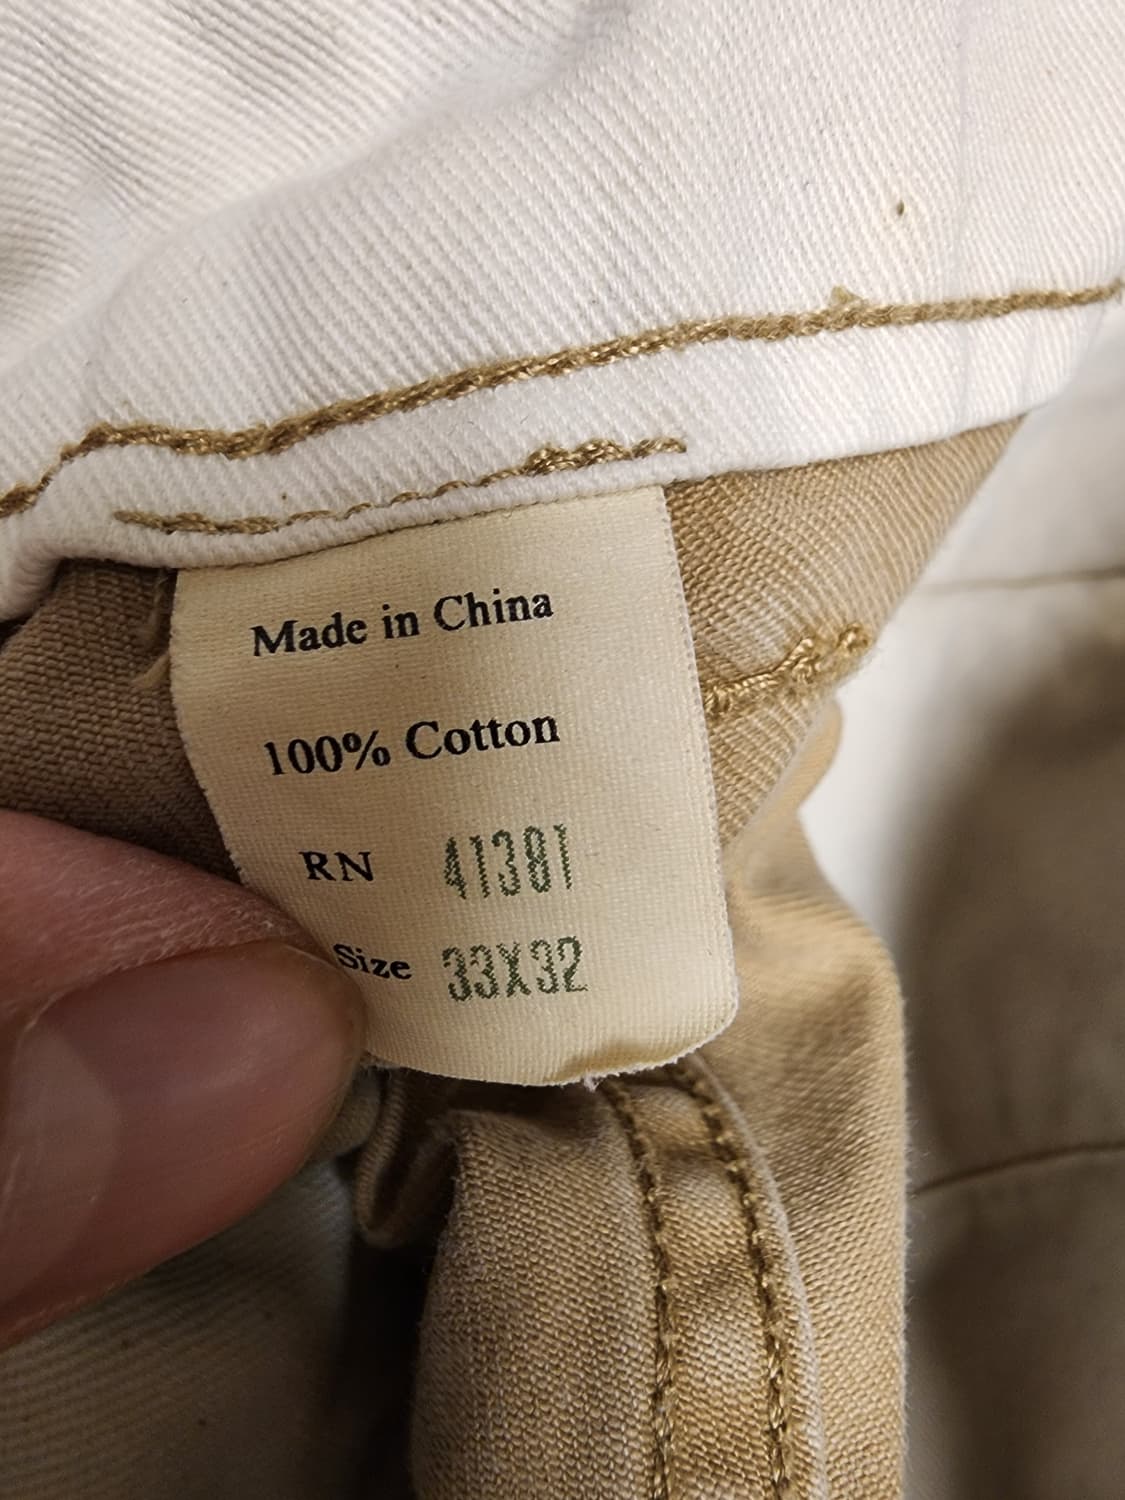 Made in China
100% Cotton
RN 41381
Size 33X32